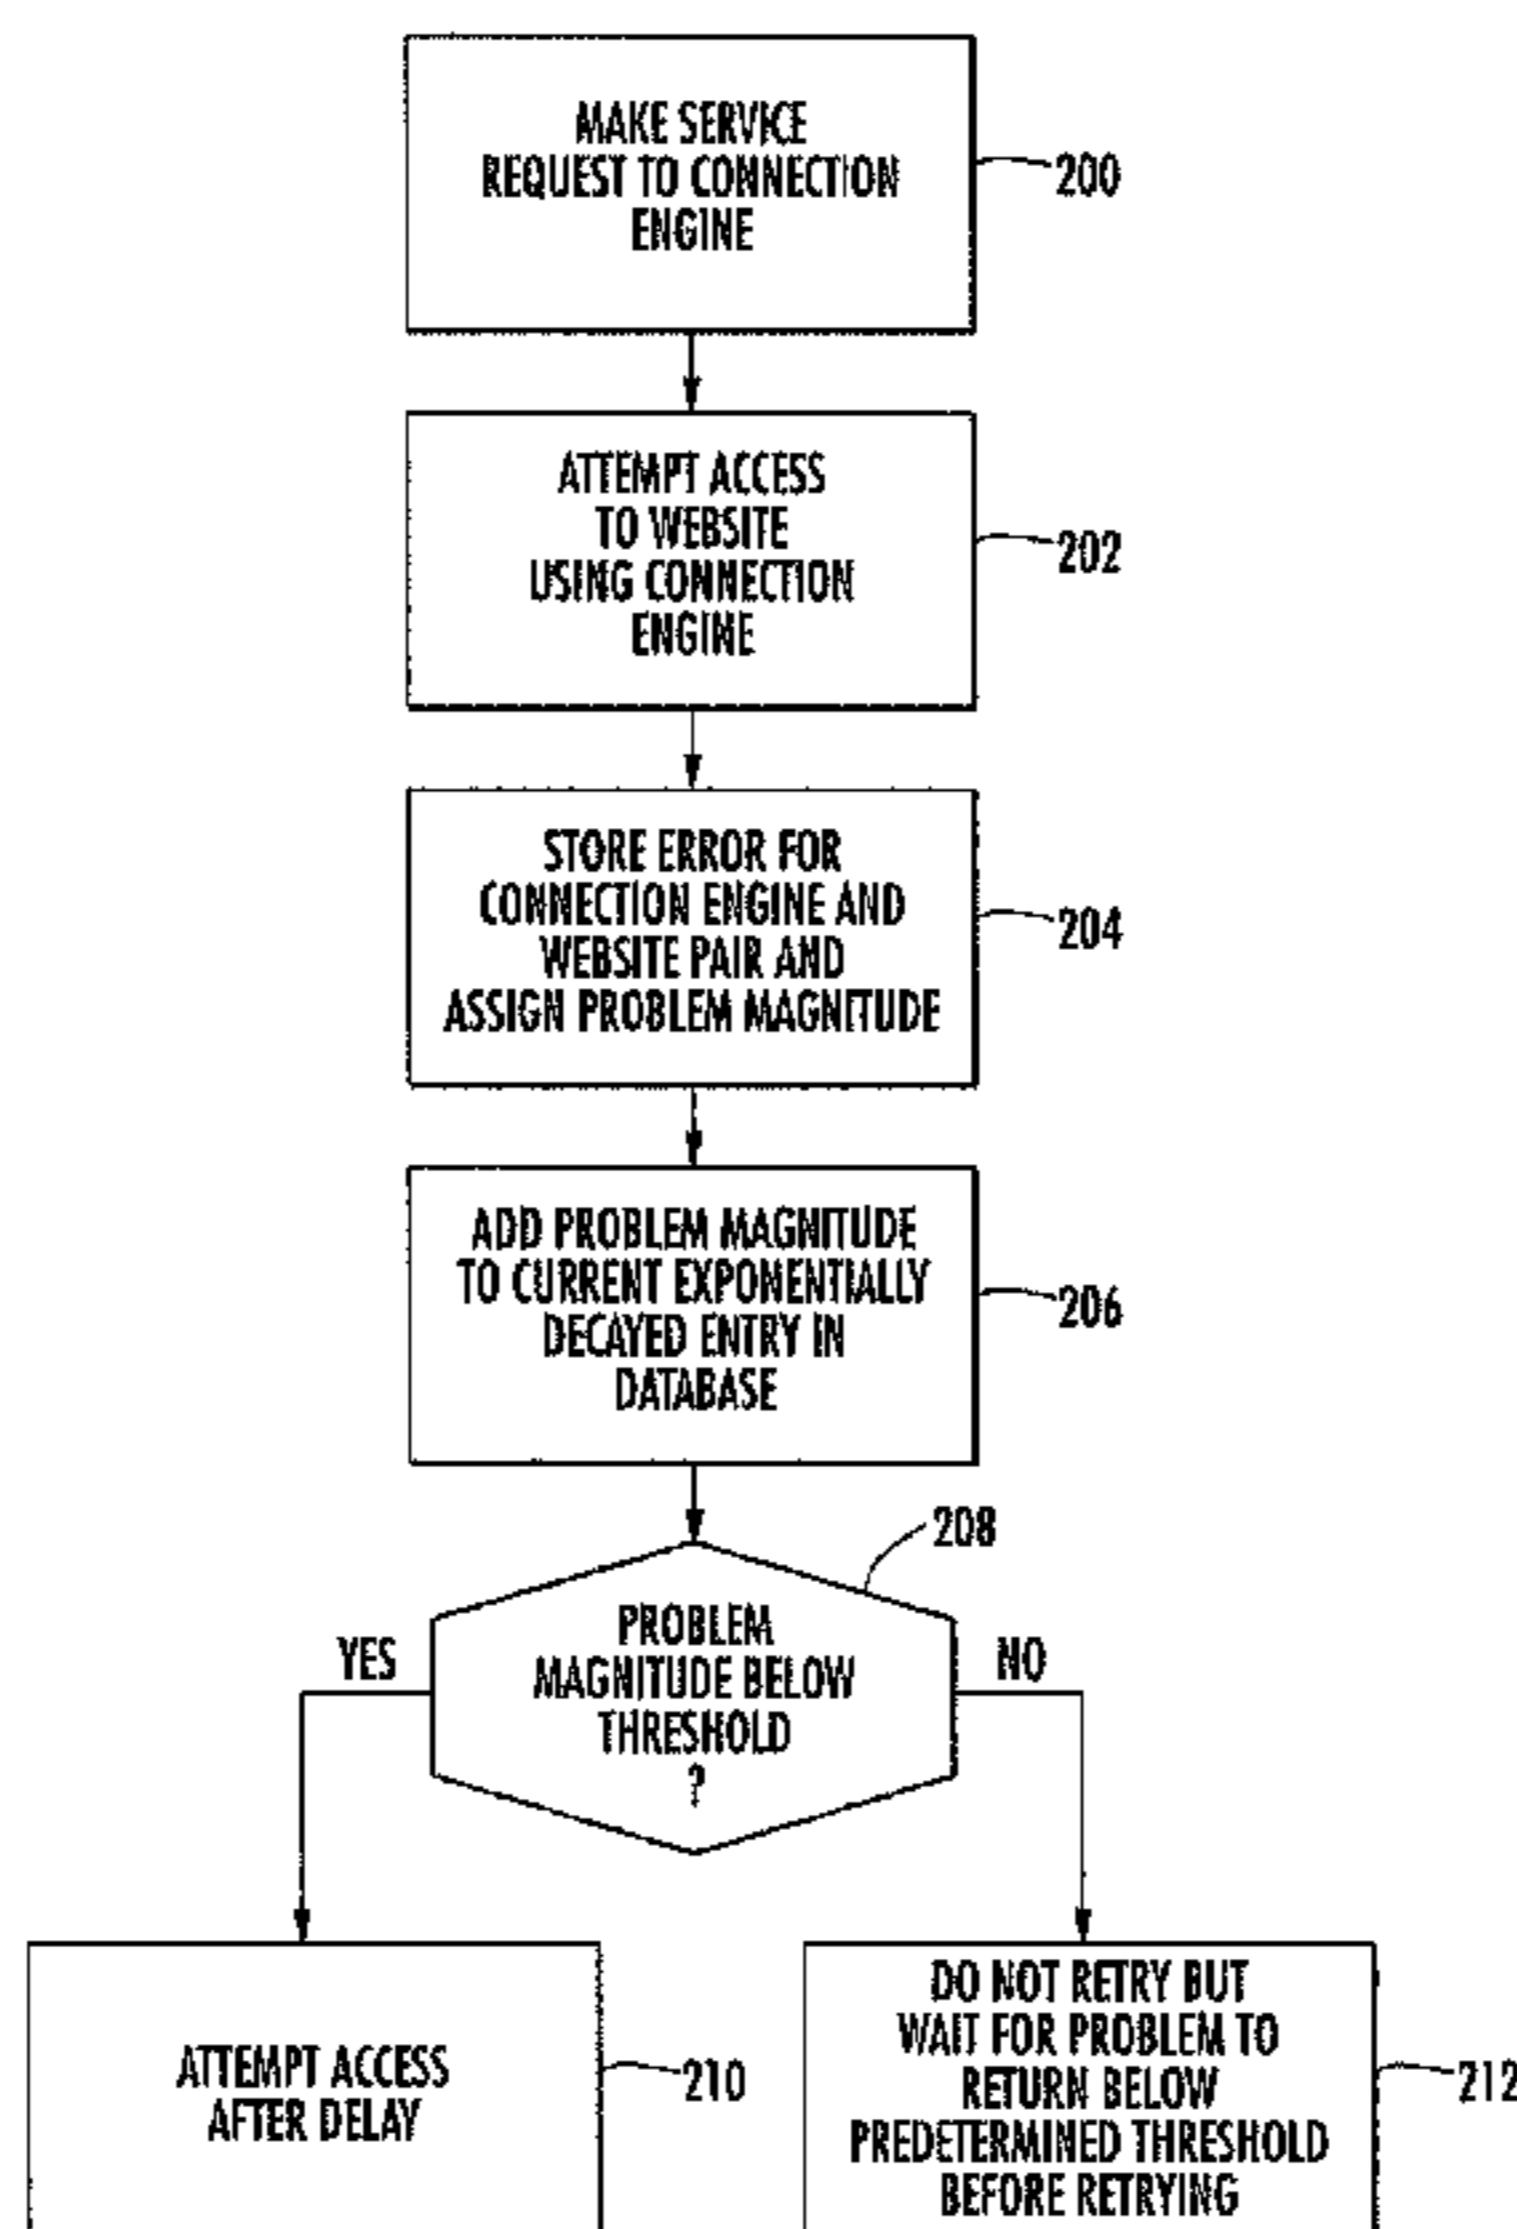 MAKE SERVICE
REQUEST TO CONNECTION
ENGINE
200
ATTEMPT ACCESS
TO WEBSITE
USING CONNECTION
ENGINE
202
STORE ERROR FOR
CONNECTION ENGINE AND
WEBSITE PAIR AND
ASSIGN PROBLEM MAGNITUDE
204
ADD PROBLEM MAGNITUDE
TO CURRENT EXPONENTIALLY
DECAYED ENTRY IN
DATABASE
206
208
PROBLEM
MAGNITUDE BELOW
THRESHOLD
?
YES
NO
ATTEMPT ACCESS
AFTER DELAY
210
DO NOT RETRY BUT
WAIT FOR PROBLEM TO
RETURN BELOW
PREDETERMINED THRESHOLD
BEFORE RETRYING
212